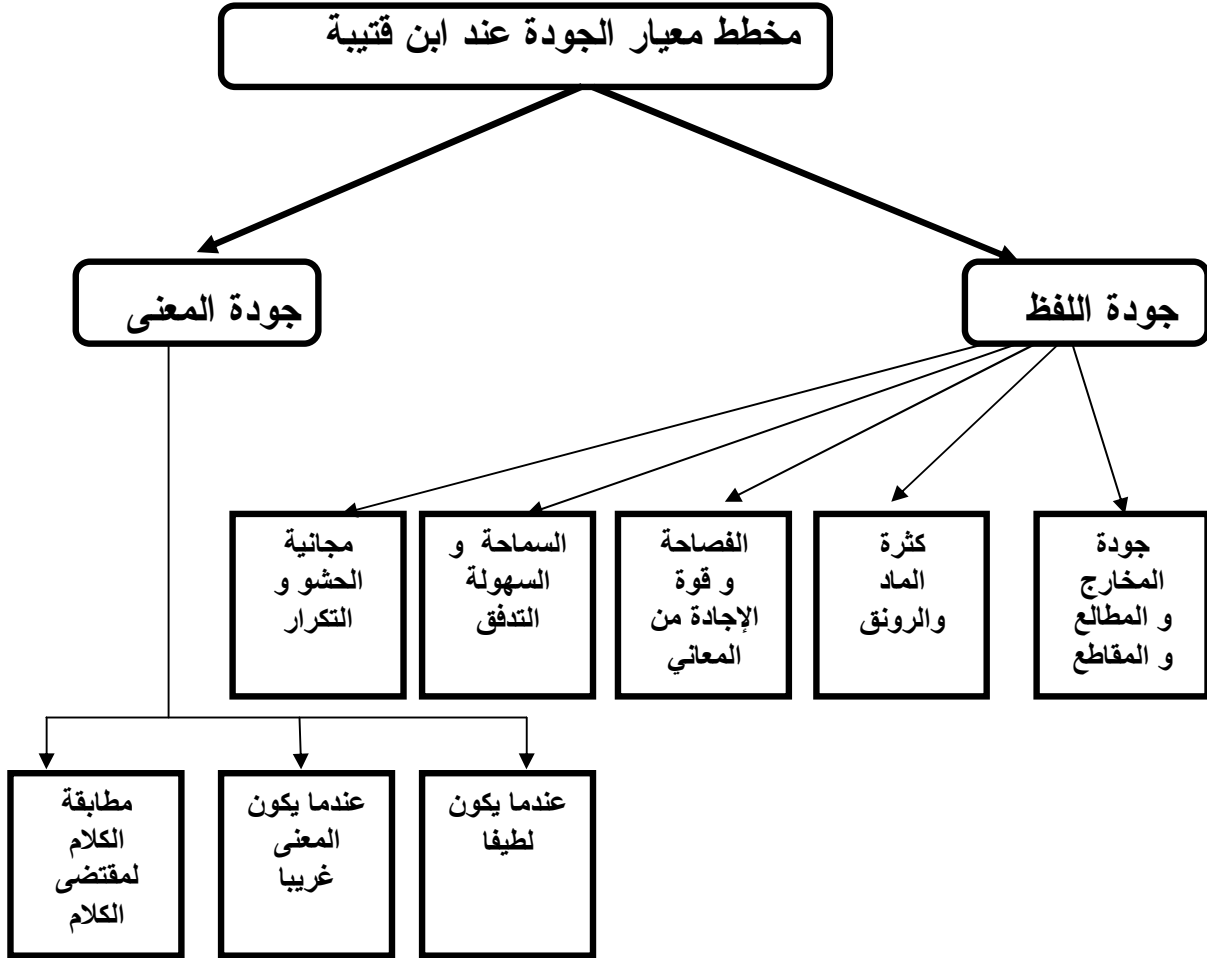 مخطط معيار الجودة عند ابن قتيبة
جودة اللفظ
جودة المعنى
جودة
المخارج
و المطالع
و المقاطع
كثرة
الماد
والرونق
الفصاحة
و قوة
الإجادة من
المعاني
السماحة و
السهولة
التدفق
مجانية
الحشو و
التكرار
عندما يكون
لطيفا
عندما يكون
المعنى
غريبا
مطابقة
الكلام
لمقتضى
الكلام